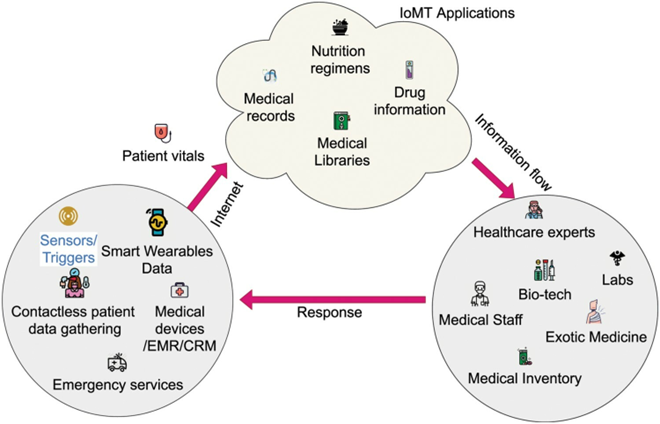 IoMT Applications
Nutrition
regimens
Medical
records
Drug
information
Medical
Libraries
Patient vitals
Internet
Information flow
Sensors/
Triggers
Smart Wearables
Data
Contactless patient
data gathering
Medical
devices
/EMR/CRM
Emergency services
Response
Healthcare experts
Labs
Bio-tech
Medical Staff
Exotic Medicine
Medical Inventory